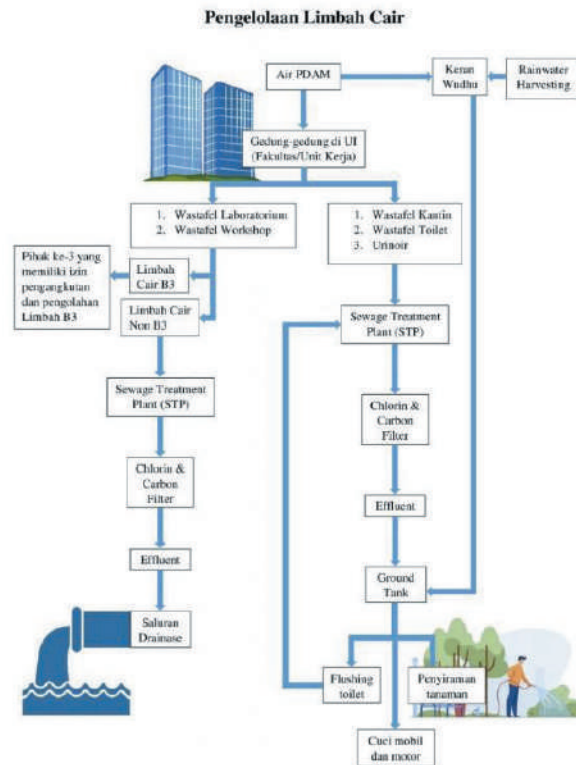 Pengelolaan Limbah Cair
Air PDAM
Keran
Wudhu
Rainwater
Harvesting
Gedung-gedung di UI
(Fakultas/Unit Kerja)
1. Wastafel Laboratorium
2. Wastafel Workshop
1. Wastafel Kantin
2. Wastafel Toilet
3. Urinoir
Pihak ke-3 yang
memiliki izin
pengangkutan
dan pengolahan
Limbah B3
Limbah
Cair B3
Limbah Cair
Non B3
Sewage Treatment
Plant (STP)
Sewage Treatment
Plant (STP)
Chlorin &
Carbon
Filter
Chlorin &
Carbon
Filter
Effluent
Effluent
Saluran
Drainase
Ground
Tank
Flushing
toilet
Penyiraman
tanaman
Cuci mobil
dan motor